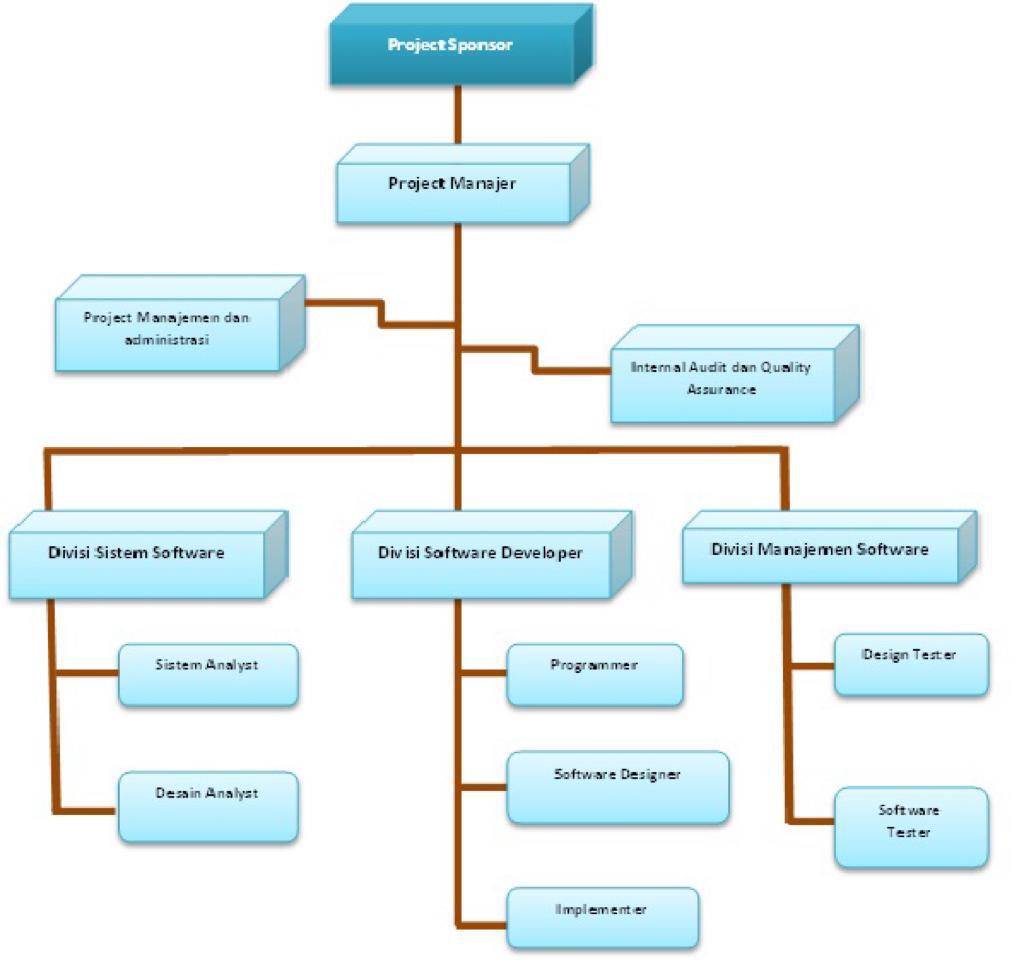 Project Sponsor
Project Manajer
Project Manajemen dan
administrasi
Internal Audit dan Quality
Assurance
Divisi Sistem Software
Divisi Software Developer
Divisi Manajemen Software
Sistem Analyst
Desain Analyst
Programmer
Software Designer
Implementer
Design Tester
Software
Tester